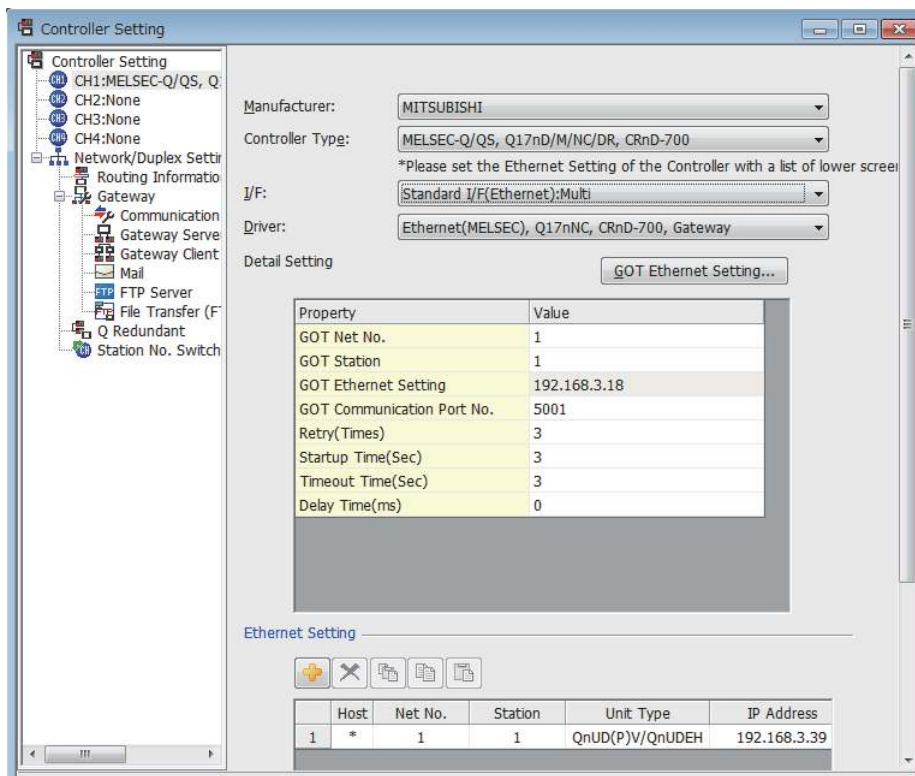 Controller Setting
Controller Setting
CH1:MELSEC-Q/QS, Q
CH2:None
CH3:None
CH4:None
Network/Duplex Settir
Routing Informatio
Gateway
Communication
Gateway Serve
Gateway Client
Mail
FTP Server
File Transfer (F
Q Redundant
Station No. Switch
Manufacturer: MITSUBISHI
Controller Type: MELSEC-Q/QS, Q17nD/M/NC/DR, CRnD-700
*Please set the Ethernet Setting of the Controller with a list of lower screen
I/F: Standard I/F(Ethernet):Multi
Driver: Ethernet(MELSEC), Q17nNC, CRnD-700, Gateway
Detail Setting GOT Ethernet Setting...
Property Value
GOT Net No. 1
GOT Station 1
GOT Ethernet Setting 192.168.3.18
GOT Communication Port No. 5001
Retry(Times) 3
Startup Time(Sec) 3
Timeout Time(Sec) 3
Delay Time(ms) 0
Ethernet Setting
Host Net No. Station Unit Type IP Address
1 * 1 1 QnUD(P)V/QnUDEH 192.168.3.39